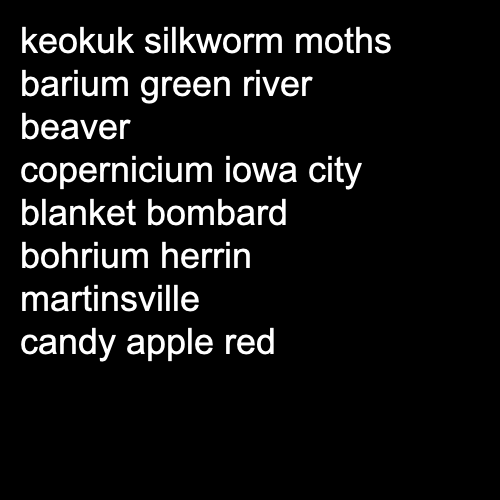 keokuk silkworm moths
barium green river
beaver
copernicium iowa city
blanket bombard
bohrium herrin
martinsville
candy apple red